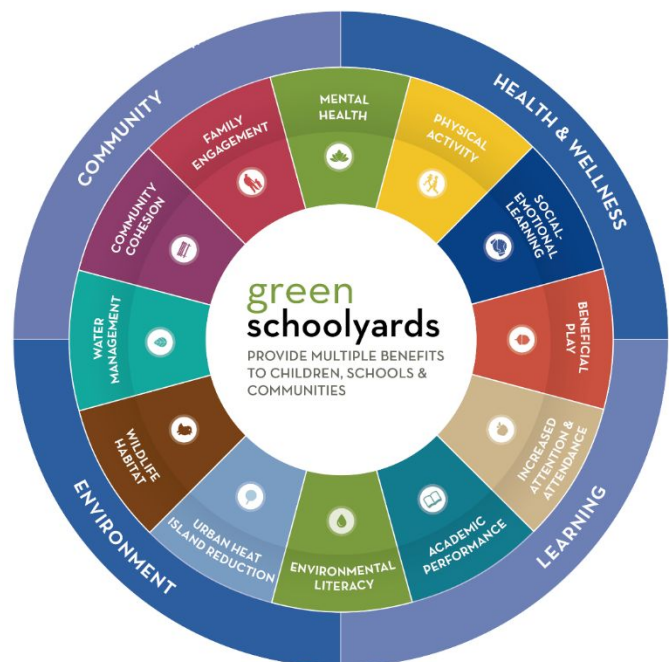 COMMUNITY
HEALTH & WELLNESS
LEARNING
ENVIRONMENT
MENTAL
HEALTH
PHYSICAL
ACTIVITY
SOCIAL-
EMOTIONAL
LEARNING
BENEFICIAL
PLAY
INCREASED
ATTENTION &
ATTENDANCE
ACADEMIC
PERFORMANCE
ENVIRONMENTAL
LITERACY
URBAN HEAT
ISLAND REDUCTION
WILDLIFE
HABITAT
WATER
MANAGEMENT
COMMUNITY
COHESION
FAMILY
ENGAGEMENT
green
schoolyards
PROVIDE MULTIPLE BENEFITS
TO CHILDREN, SCHOOLS &
COMMUNITIES